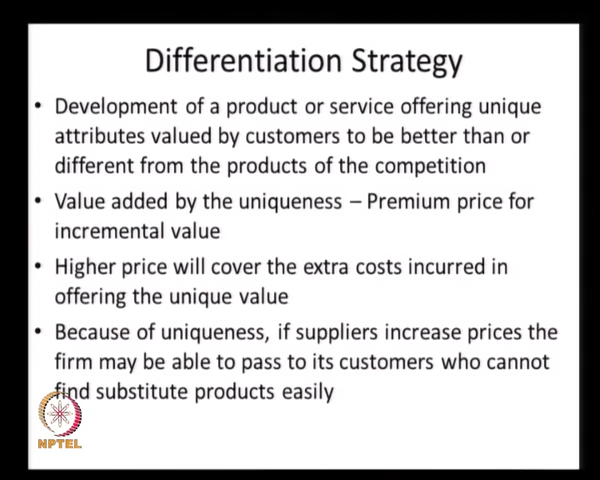 Differentiation Strategy
• Development of a product or service offering unique
attributes valued by customers to be better than or
different from the products of the competition
• Value added by the uniqueness – Premium price for
incremental value
• Higher price will cover the extra costs incurred in
offering the unique value
• Because of uniqueness, if suppliers increase prices the
firm may be able to pass to its customers who cannot
find substitute products easily
NPTEL